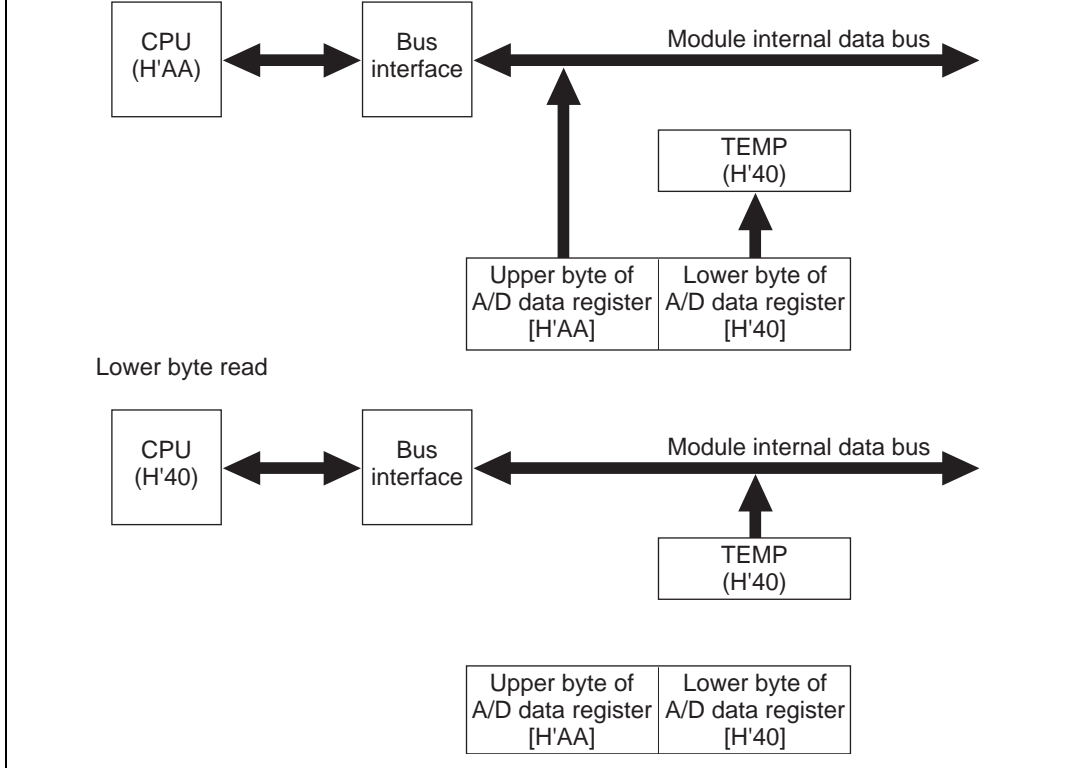 CPU
(H'AA)
Bus
interface
Module internal data bus
TEMP
(H'40)
Upper byte of
A/D data register
[H'AA]
Lower byte of
A/D data register
[H'40]
Lower byte read
CPU
(H'40)
Bus
interface
Module internal data bus
TEMP
(H'40)
Upper byte of
A/D data register
[H'AA]
Lower byte of
A/D data register
[H'40]